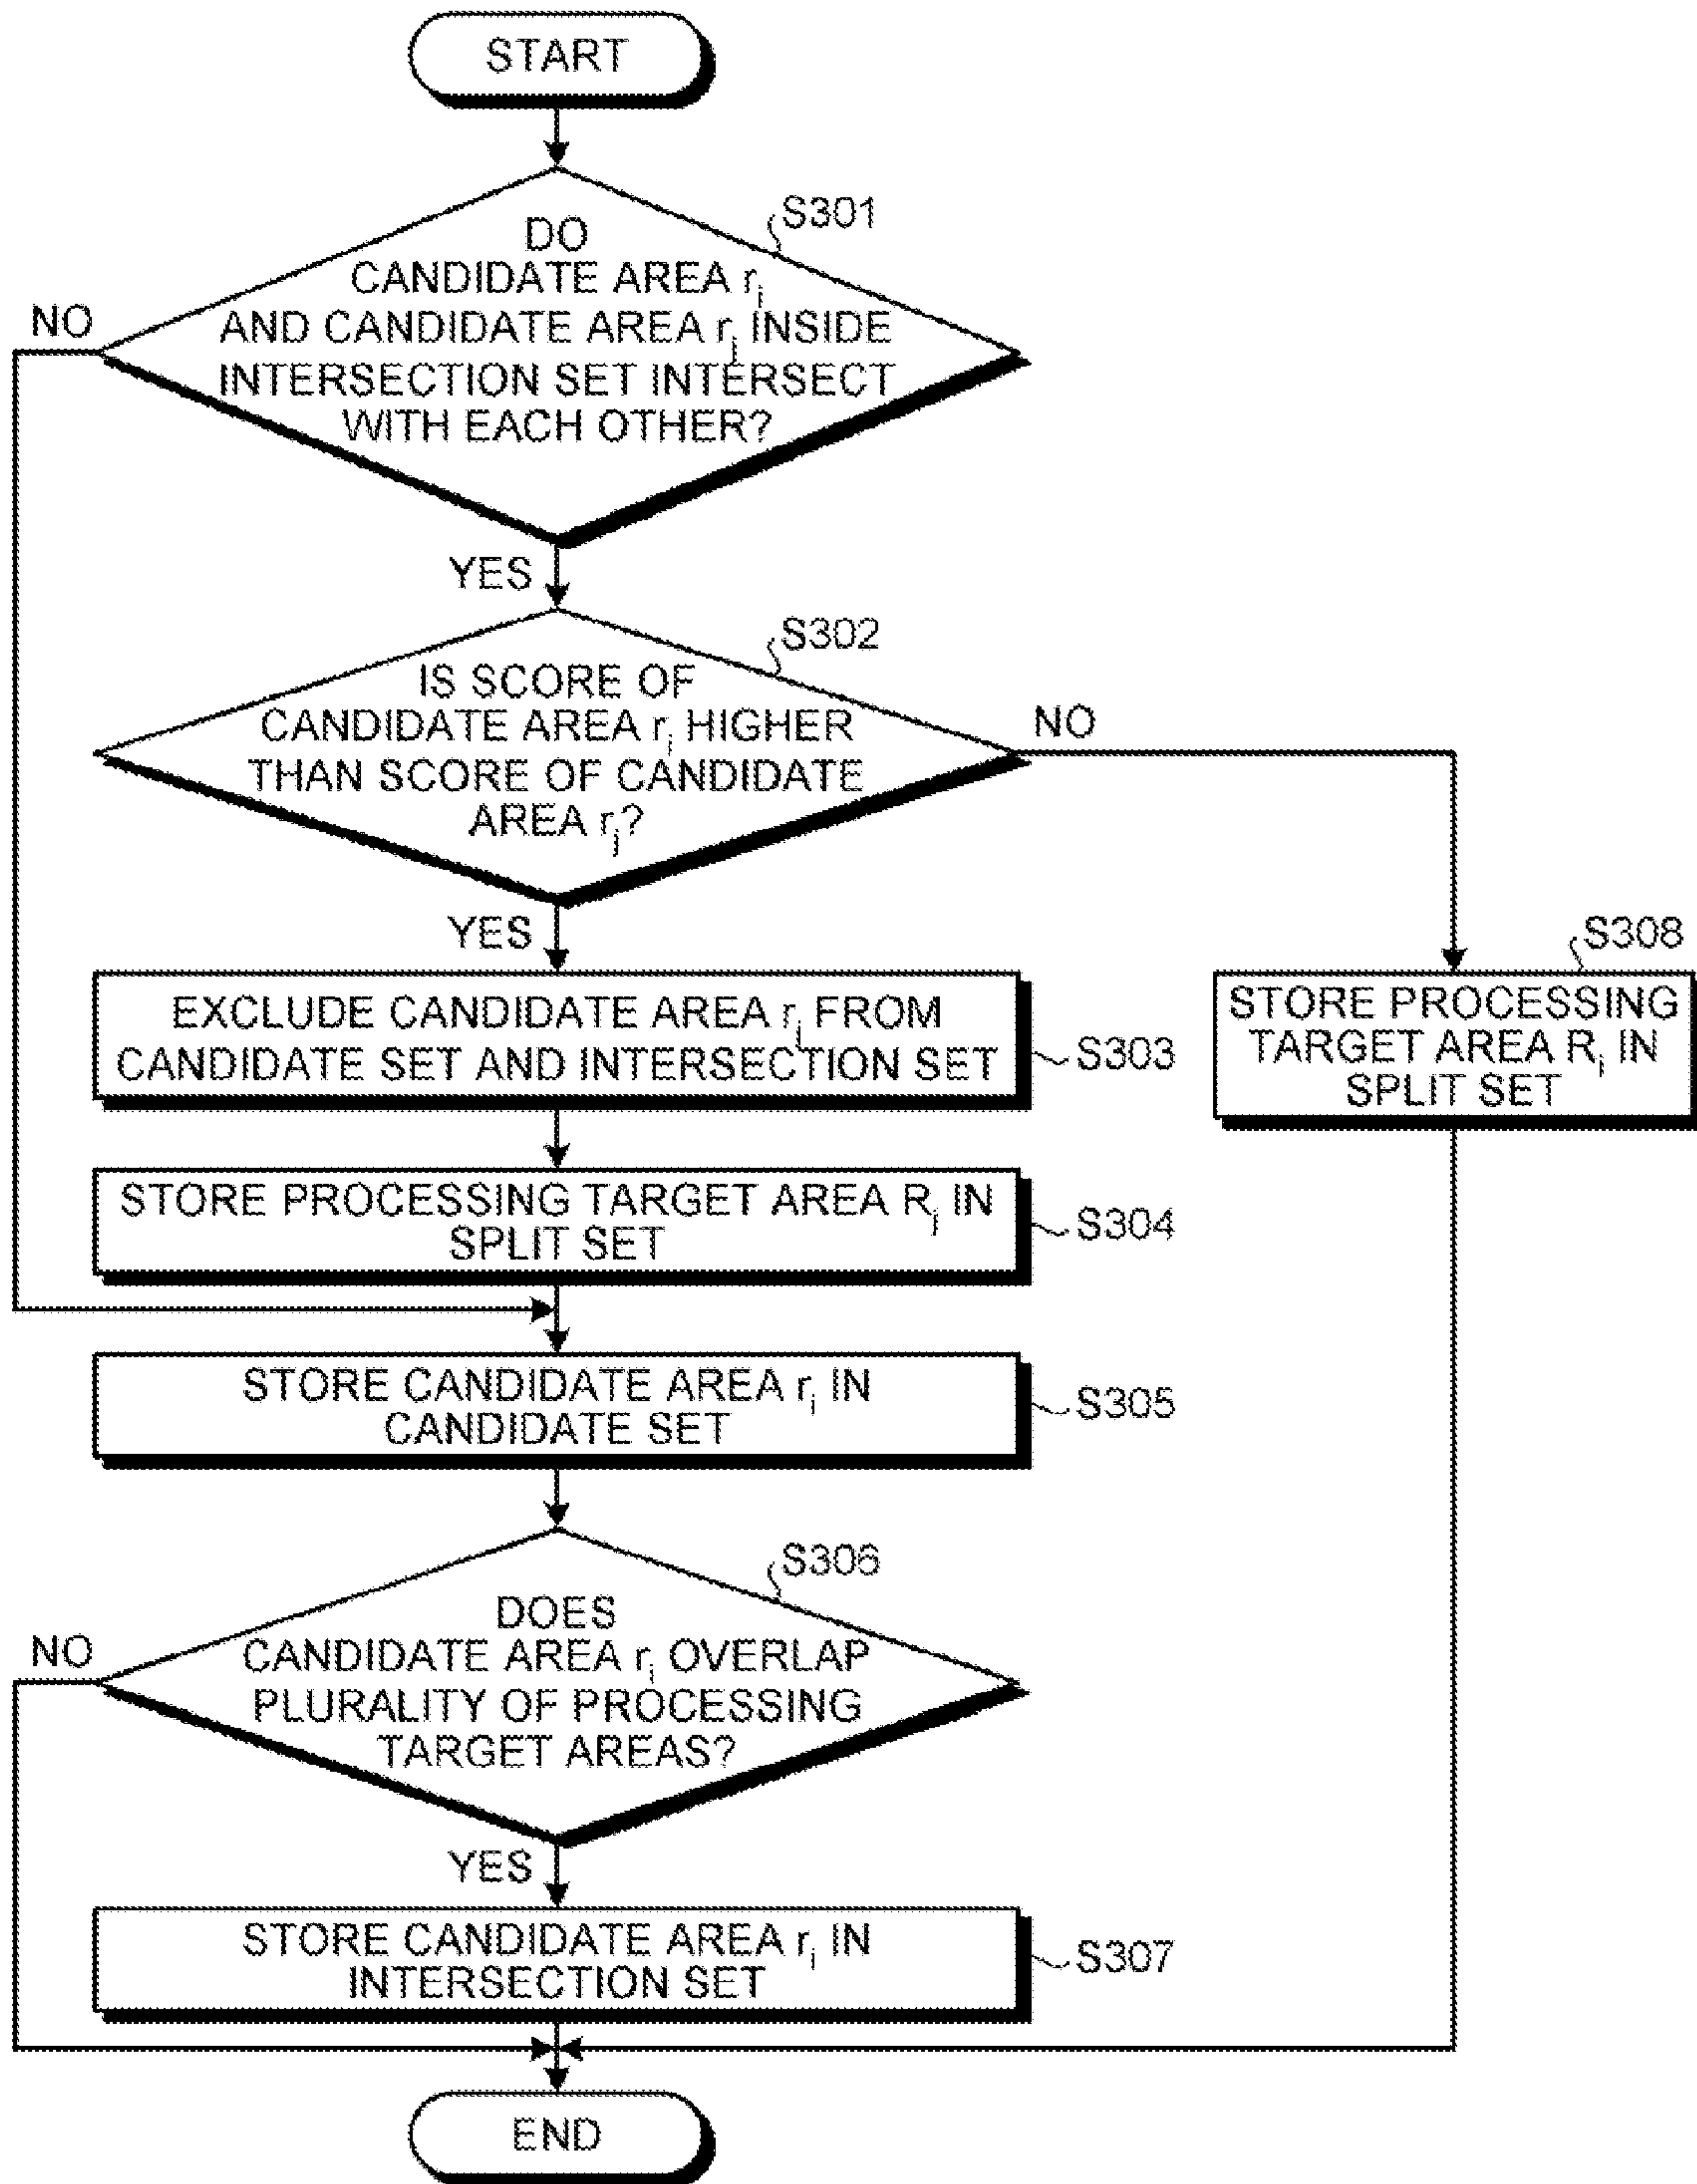 START
S301
DO
CANDIDATE AREA rᵢ
AND CANDIDATE AREA rⱼ INSIDE
INTERSECTION SET INTERSECT
WITH EACH OTHER?
NO
YES
S302
IS SCORE OF
CANDIDATE AREA rᵢ HIGHER
THAN SCORE OF CANDIDATE
AREA rⱼ?
NO
YES
EXCLUDE CANDIDATE AREA rⱼ FROM
CANDIDATE SET AND INTERSECTION SET
S303
S308
STORE PROCESSING
TARGET AREA Rᵢ IN
SPLIT SET
STORE PROCESSING TARGET AREA Rⱼ IN
SPLIT SET
S304
STORE CANDIDATE AREA rᵢ IN
CANDIDATE SET
S305
S306
DOES
CANDIDATE AREA rᵢ OVERLAP
PLURALITY OF PROCESSING
TARGET AREAS?
NO
YES
STORE CANDIDATE AREA rᵢ IN
INTERSECTION SET
S307
END